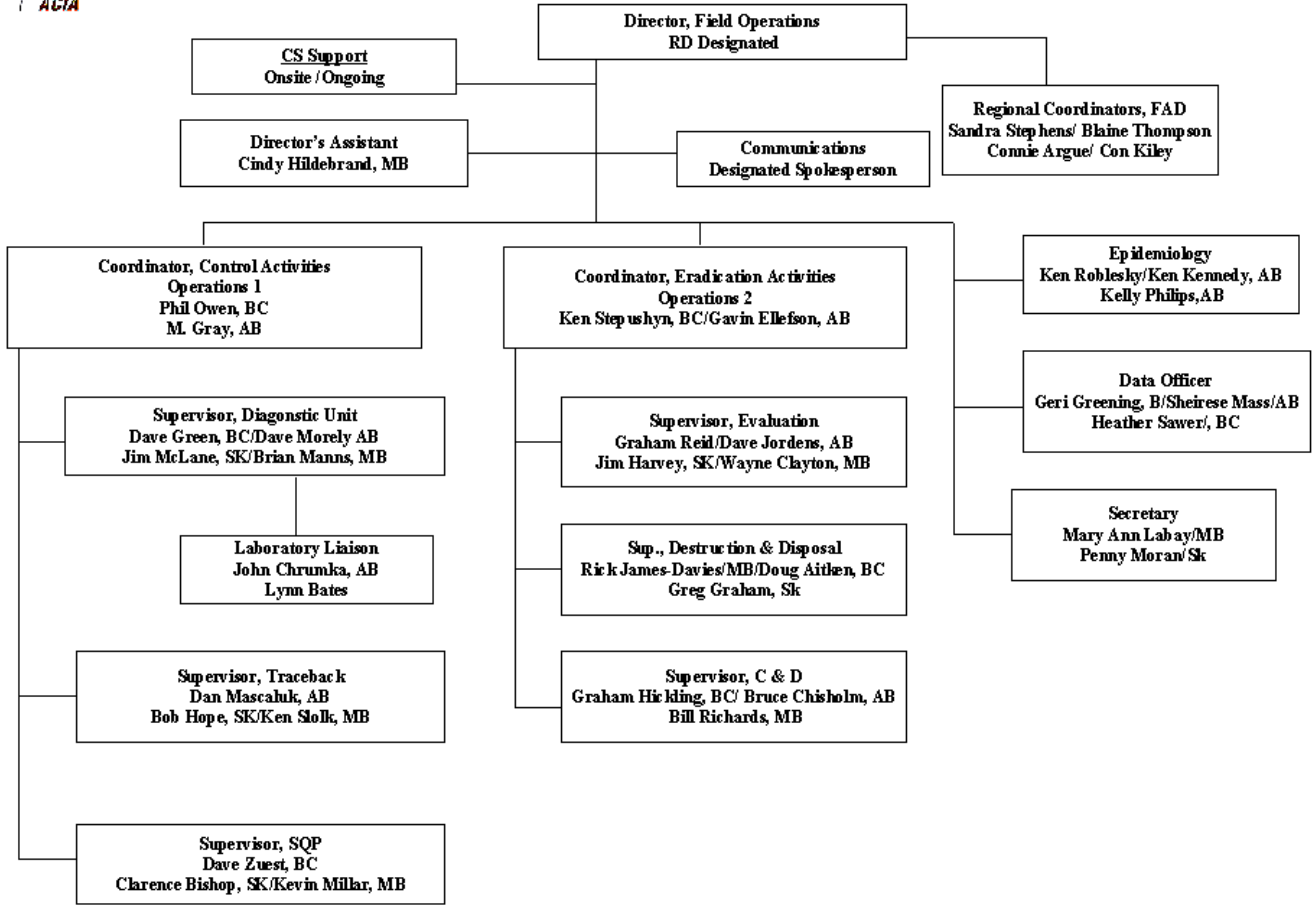 ACIA
Director, Field Operations
RD Designated
CS Support
Onsite / Ongoing
Regional Coordinators, FAD
Sandra Stephens/ Blaine Thompson
Connie Argue/ Con Kiley
Director's Assistant
Cindy Hildebrand, MB
Communications
Designated Spokesperson
Coordinator, Control Activities
Operations 1
Phil Owen, BC
M. Gray, AB
Coordinator, Eradication Activities
Operations 2
Ken Stepushyn, BC/Gavin Ellefson, AB
Epidemiology
Ken Roblesky/Ken Kennedy, AB
Kelly Philips,AB
Supervisor, Diagonstic Unit
Dave Green, BC/Dave Morely AB
Jim McLane, SK/Brian Manns, MB
Supervisor, Evaluation
Graham Reid/Dave Jordens, AB
Jim Harvey, SK/Wayne Clayton, MB
Data Officer
Geri Greening, B/Sheirese Mass/AB
Heather Sawer/, BC
Laboratory Liaison
John Chrumka, AB
Lynn Bates
Sup., Destruction & Disposal
Rick James-Davies/MB/Doug Aitken, BC
Greg Graham, Sk
Secretary
Mary Ann Labay/MB
Penny Moran/Sk
Supervisor, Traceback
Dan Mascaluk, AB
Bob Hope, SK/Ken Slolk, MB
Supervisor, C & D
Graham Hickling, BC/ Bruce Chisholm, AB
Bill Richards, MB
Supervisor, SQP
Dave Zuest, BC
Clarence Bishop, SK/Kevin Millar, MB